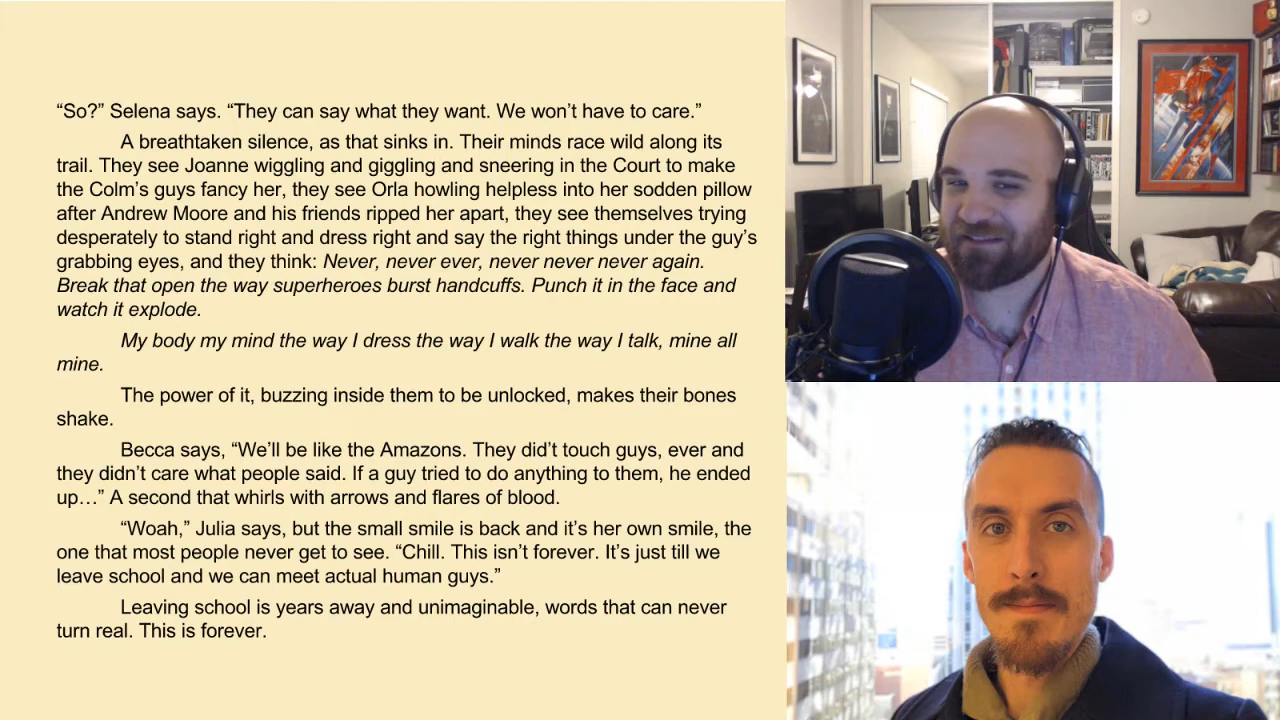 “So?” Selena says. “They can say what they want. We won’t have to care.”
A breathtaken silence, as that sinks in. Their minds race wild along its
trail. They see Joanne wiggling and giggling and sneering in the Court to make
the Colm’s guys fancy her, they see Orla howling helpless into her sodden pillow
after Andrew Moore and his friends ripped her apart, they see themselves trying
desperately to stand right and dress right and say the right things under the guy’s
grabbing eyes, and they think: Never, never ever, never never never again.
Break that open the way superheroes burst handcuffs. Punch it in the face and
watch it explode.
My body my mind the way I dress the way I walk the way I talk, mine all
mine.
The power of it, buzzing inside them to be unlocked, makes their bones
shake.
Becca says, “We’ll be like the Amazons. They did’t touch guys, ever and
they didn’t care what people said. If a guy tried to do anything to them, he ended
up…” A second that whirls with arrows and flares of blood.
“Woah,” Julia says, but the small smile is back and it’s her own smile, the
one that most people never get to see. “Chill. This isn’t forever. It’s just till we
leave school and we can meet actual human guys.”
Leaving school is years away and unimaginable, words that can never
turn real. This is forever.